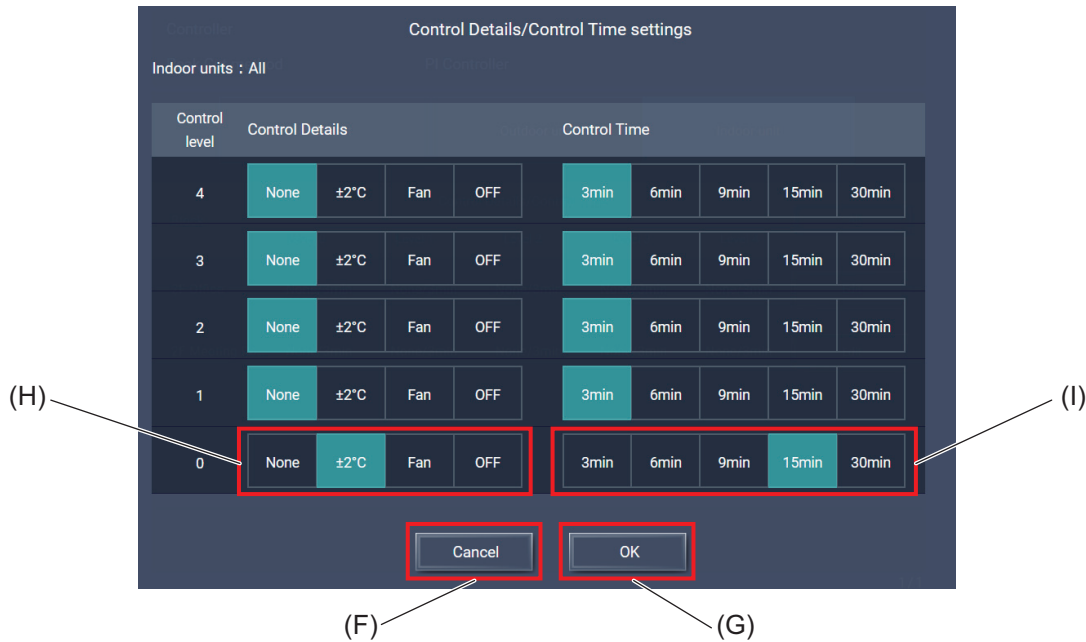 Control Details/Control Time settings
Indoor units : All
Control level Control Details Control Time
4 None ±2°C Fan OFF 3min 6min 9min 15min 30min
3 None ±2°C Fan OFF 3min 6min 9min 15min 30min
2 None ±2°C Fan OFF 3min 6min 9min 15min 30min
1 None ±2°C Fan OFF 3min 6min 9min 15min 30min
(H) (I)
0 None ±2°C Fan OFF 3min 6min 9min 15min 30min
Cancel OK
(F) (G)